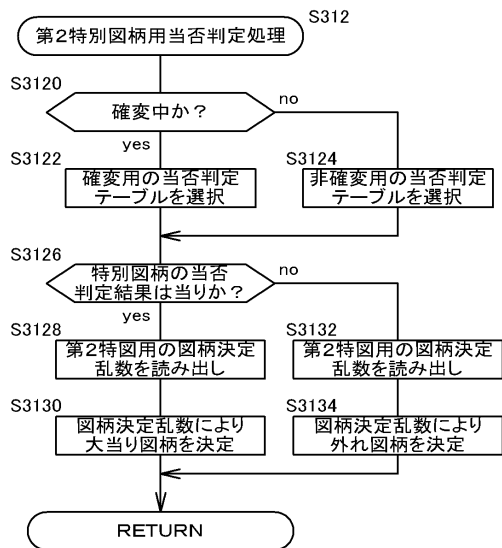 S312
第2特別図柄用当否判定処理
S3120
確変中か？
no
yes
S3122
確変用の当否判定
テーブルを選択
S3124
非確変用の当否判定
テーブルを選択
S3126
特別図柄の当否
判定結果は当りか？
no
yes
S3128
第2特図用の図柄決定
乱数を読み出し
S3132
第2特図用の図柄決定
乱数を読み出し
S3130
図柄決定乱数により
大当り図柄を決定
S3134
図柄決定乱数により
外れ図柄を決定
RETURN